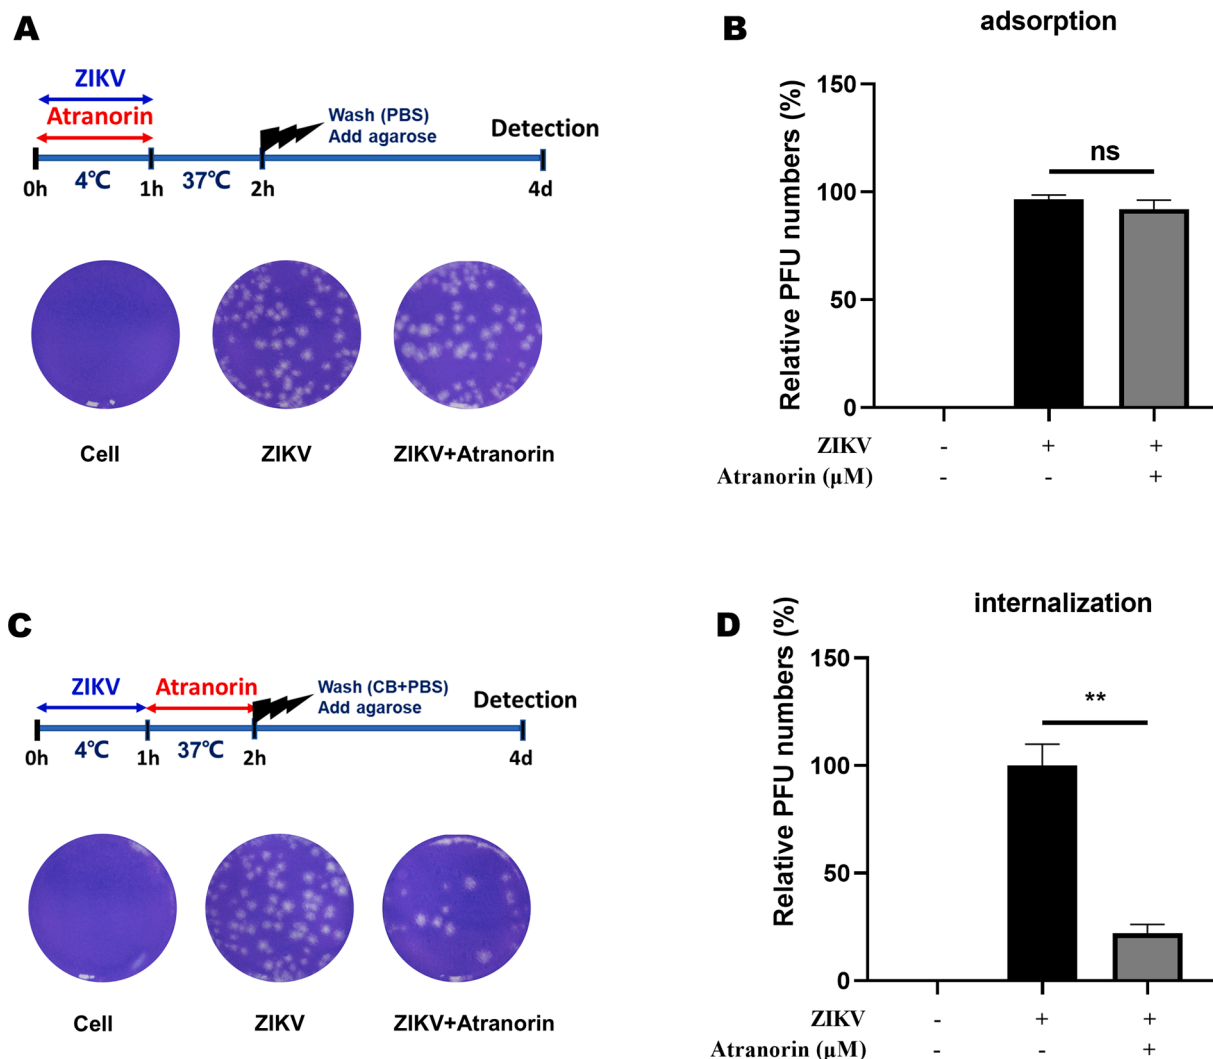 A
ZIKV
Atranorin
Wash (PBS)
Add agarose
Detection
0h
4℃
1h
37℃
2h
4d
Cell
ZIKV
ZIKV+Atranorin
B
adsorption
Relative PFU numbers (%)
150
100
50
0
ns
ZIKV - + +
Atranorin (μM) - - +
C
ZIKV
Atranorin
Wash (CB+PBS)
Add agarose
Detection
0h
4℃
1h
37℃
2h
4d
Cell
ZIKV
ZIKV+Atranorin
D
internalization
Relative PFU numbers (%)
150
100
50
0
**
ZIKV - + +
Atranorin (μM) - - +